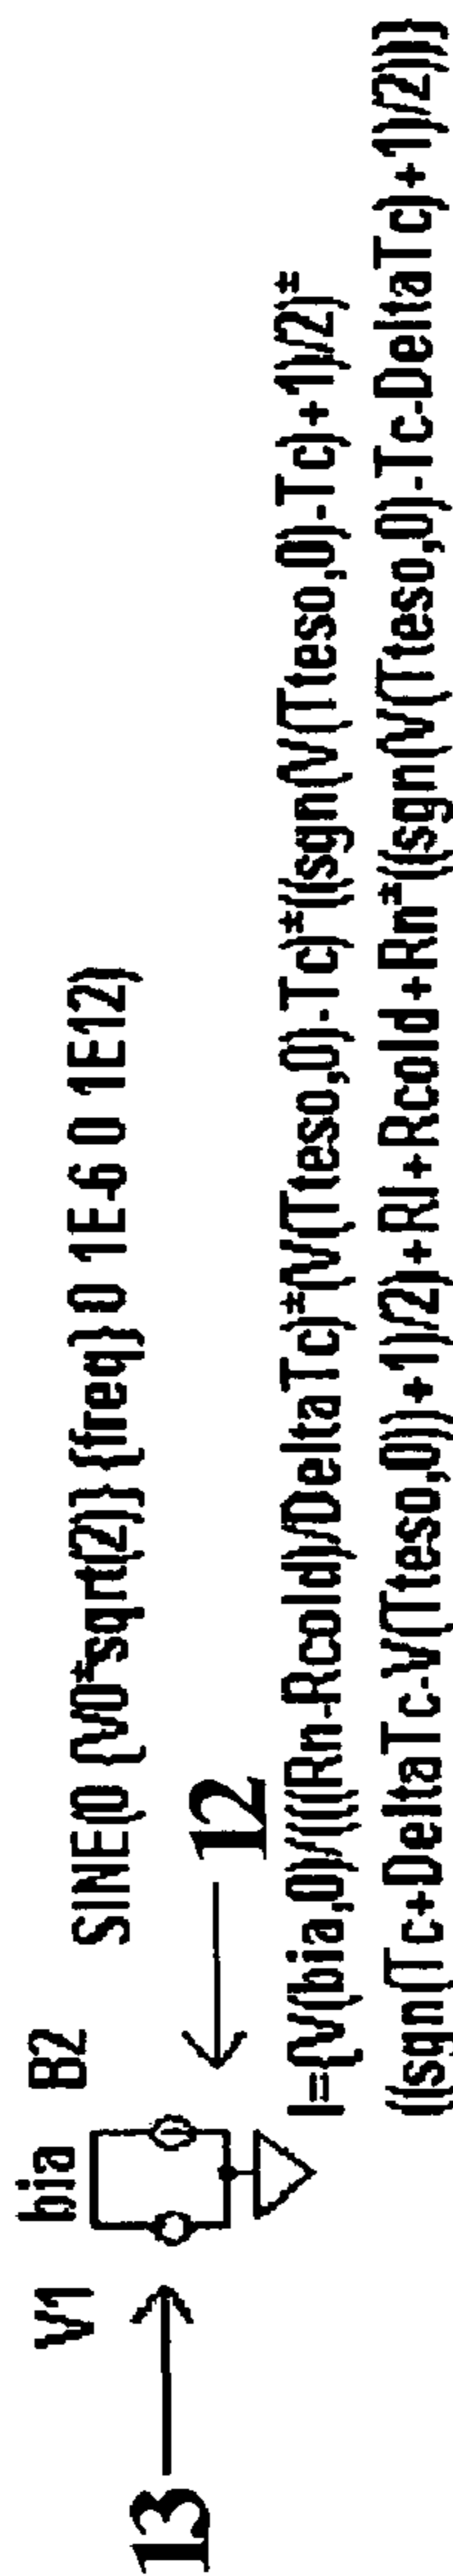 V1 bia B2
SINE(0 {V0*sqrt(2)} {freq} 0 1E-6 0 1E12)
13
12
I={V(bia,0)/((((Rn-Rcold)/DeltaTc)*(V(Tteso,0)-Tc)*((sgn(V(Tteso,0)-Tc)+1)/2)*
((sgn(Tc+DeltaTc-V(Tteso,0))+1)/2)+Rl+Rcold+Rn*((sgn(V(Tteso,0)-Tc-DeltaTc)+1)/2))}